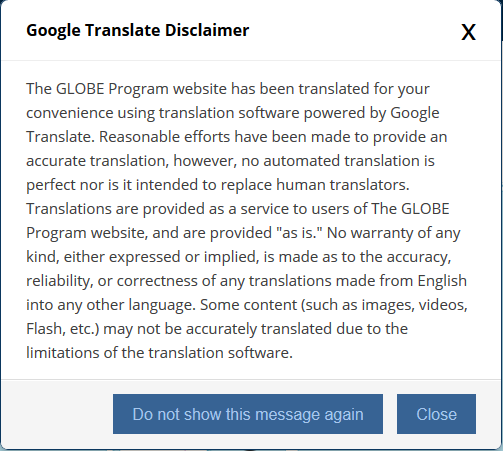 Google Translate Disclaimer
X
The GLOBE Program website has been translated for your
convenience using translation software powered by Google
Translate. Reasonable efforts have been made to provide an
accurate translation, however, no automated translation is
perfect nor is it intended to replace human translators.
Translations are provided as a service to users of The GLOBE
Program website, and are provided "as is." No warranty of any
kind, either expressed or implied, is made as to the accuracy,
reliability, or correctness of any translations made from English
into any other language. Some content (such as images, videos,
Flash, etc.) may not be accurately translated due to the
limitations of the translation software.
Do not show this message again
Close